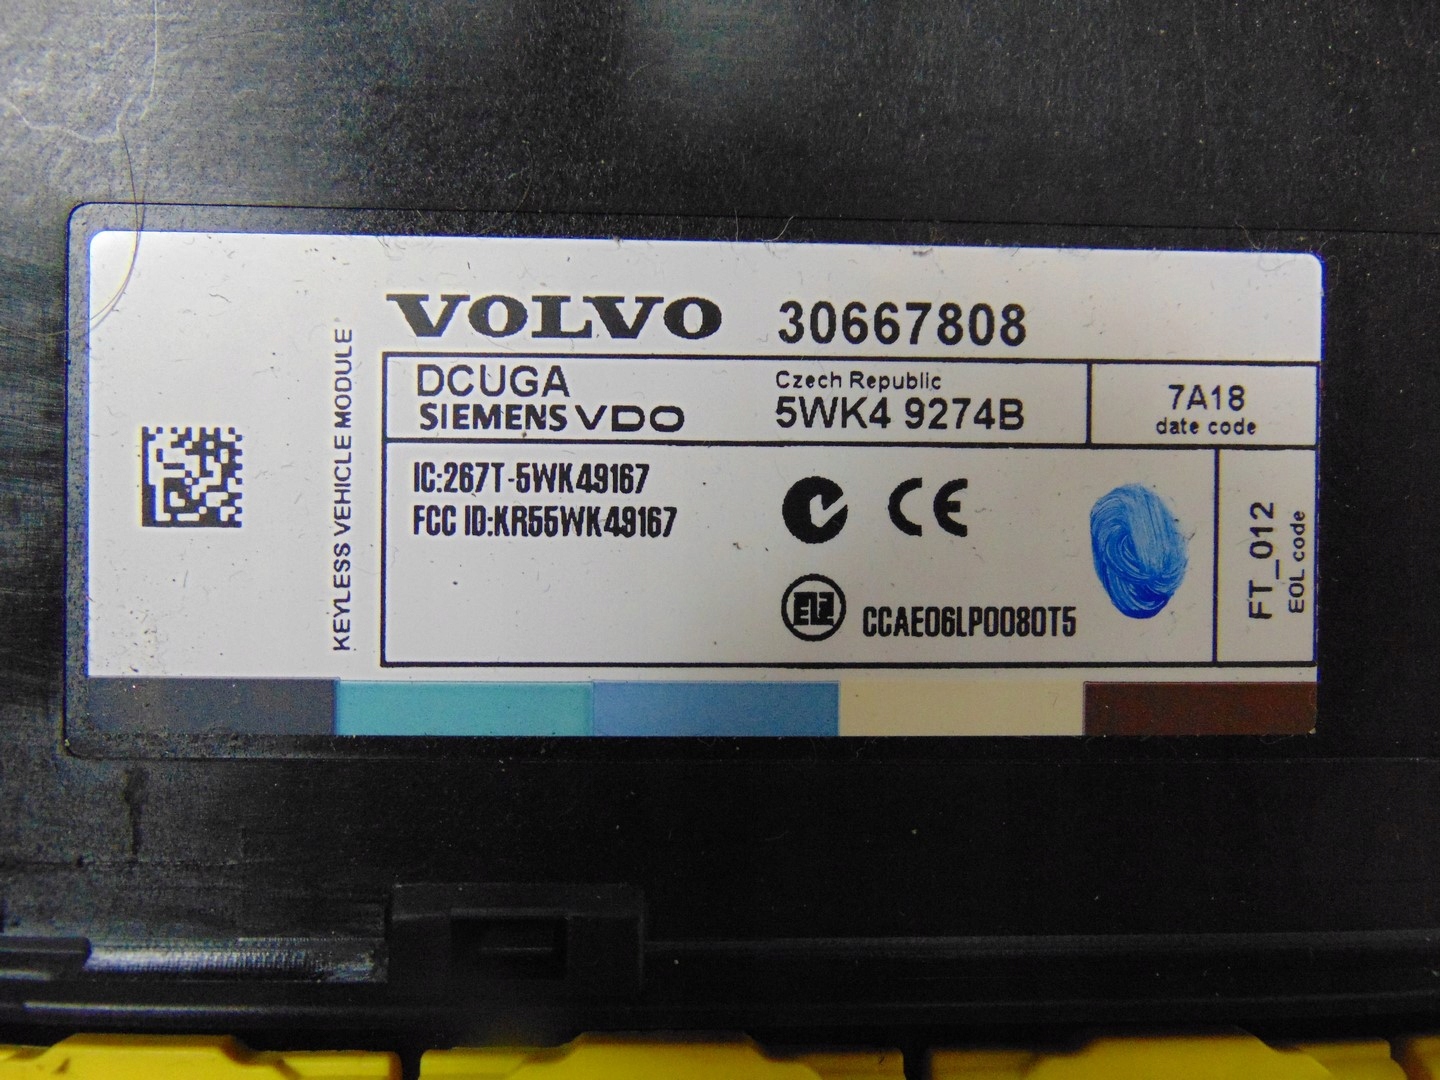 VOLVO 30667808
KEYLESS VEHICLE MODULE
DCUGA
SIEMENS VDO
Czech Republic
5WK4 9274B
7A18
date code
IC:267T-5WK49167
FCC ID:KR55WK49167
CE
ELE
CCAE06LP0080T5
FT_012
EOL code